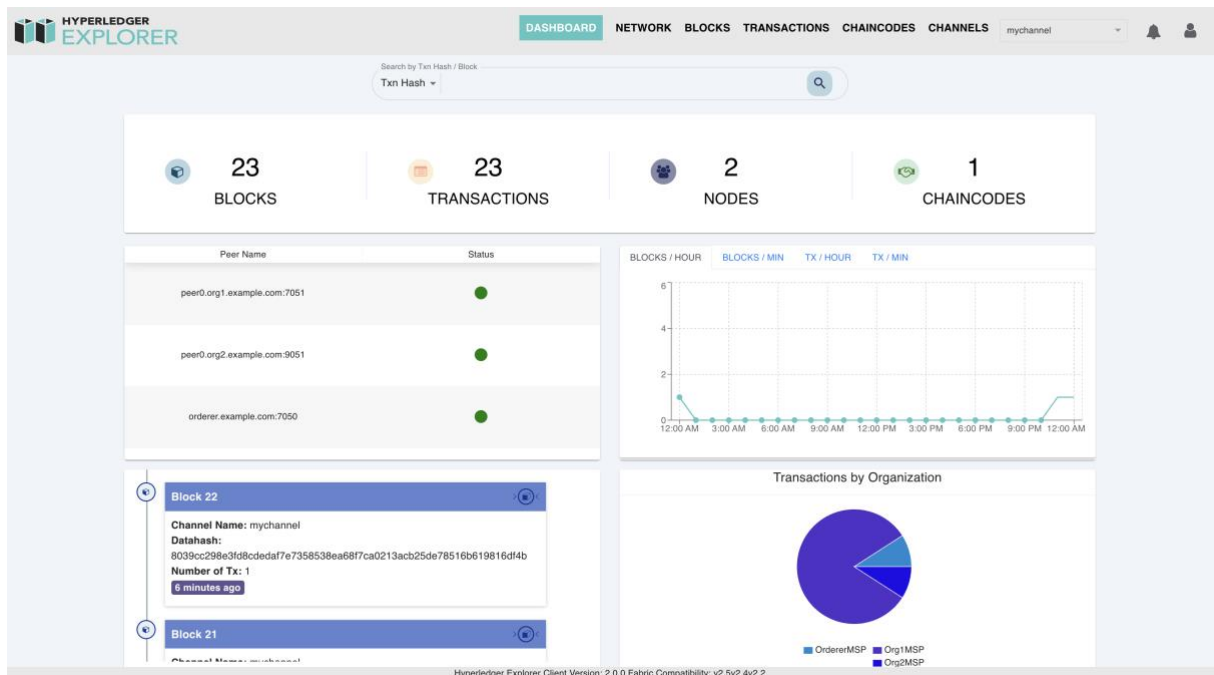 HYPERLEDGER
EXPLORER
DASHBOARD NETWORK BLOCKS TRANSACTIONS CHAINCODES CHANNELS mychannel
Search by Txn Hash / Block
Txn Hash
23
BLOCKS
23
TRANSACTIONS
2
NODES
1
CHAINCODES
Peer Name Status
peer0.org1.example.com:7051
peer0.org2.example.com:9051
orderer.example.com:7050
BLOCKS / HOUR BLOCKS / MIN TX / HOUR TX / MIN
6
4
2
0
12:00 AM 3:00 AM 6:00 AM 9:00 AM 12:00 PM 3:00 PM 6:00 PM 9:00 PM 12:00 AM
Block 22
Channel Name: mychannel
Datahash:
8039cc298e3fd8cdedaf7e7358538ea68f7ca0213acb25de78516b619816df4b
Number of Tx: 1
6 minutes ago
Block 21
Channel Name: mychannel
Transactions by Organization
OrdererMSP Org1MSP
Org2MSP
Hyperledger Explorer Client Version: 2.0.0 Fabric Compatibility: v2.5v2.4v2.2